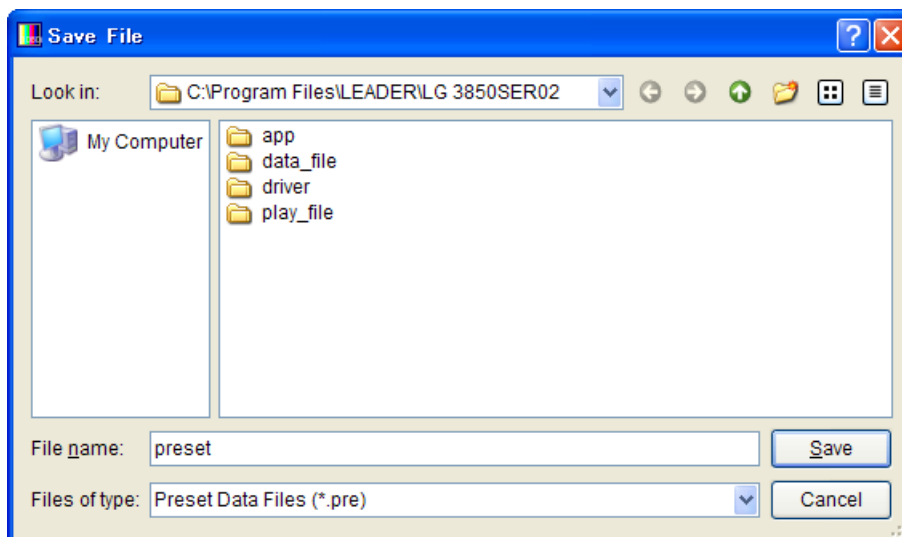 Save File
Look in: C:\Program Files\LEADER\LG 3850SER02
My Computer
app
data_file
driver
play_file
File name: preset Save
Files of type: Preset Data Files (*.pre) Cancel